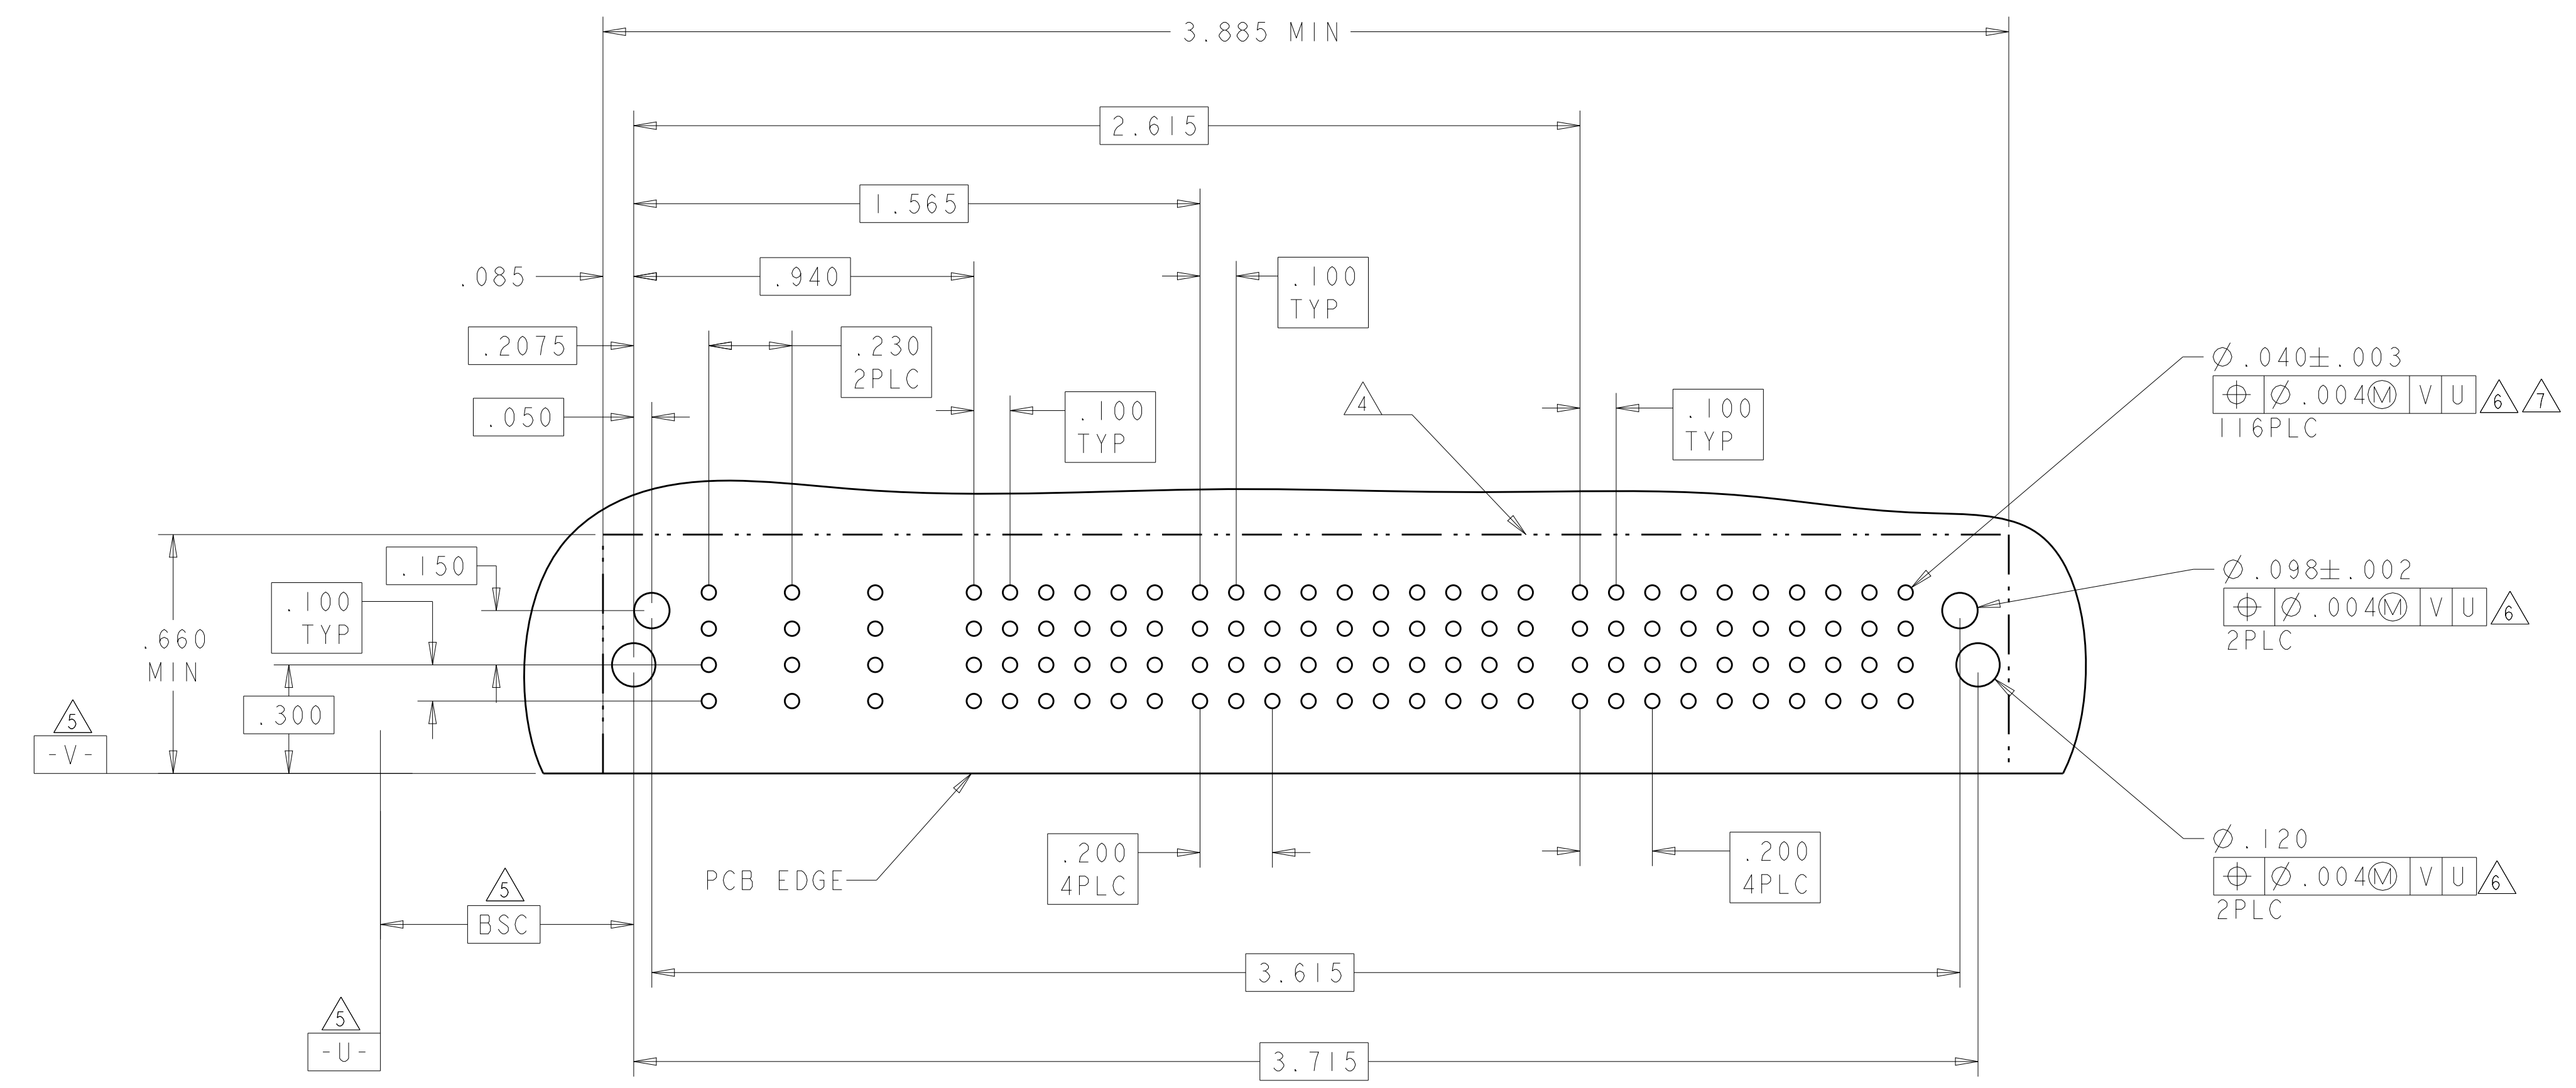 3.885 MIN
2.615
1.565
.085
.940
.100
TYP
.2075
.230
2PLC
.050
.100
TYP
4
.100
TYP
Ø.040±.003
⌖ Ø.004Ⓜ V U 6 7
116PLC
.150
.100
TYP
.660
MIN
.300
5
-V-
Ø.098±.002
⌖ Ø.004Ⓜ V U 6
2PLC
Ø.120
⌖ Ø.004Ⓜ V U 6
2PLC
PCB EDGE
.200
4PLC
.200
4PLC
5
BSC
3.615
5
-U-
3.715